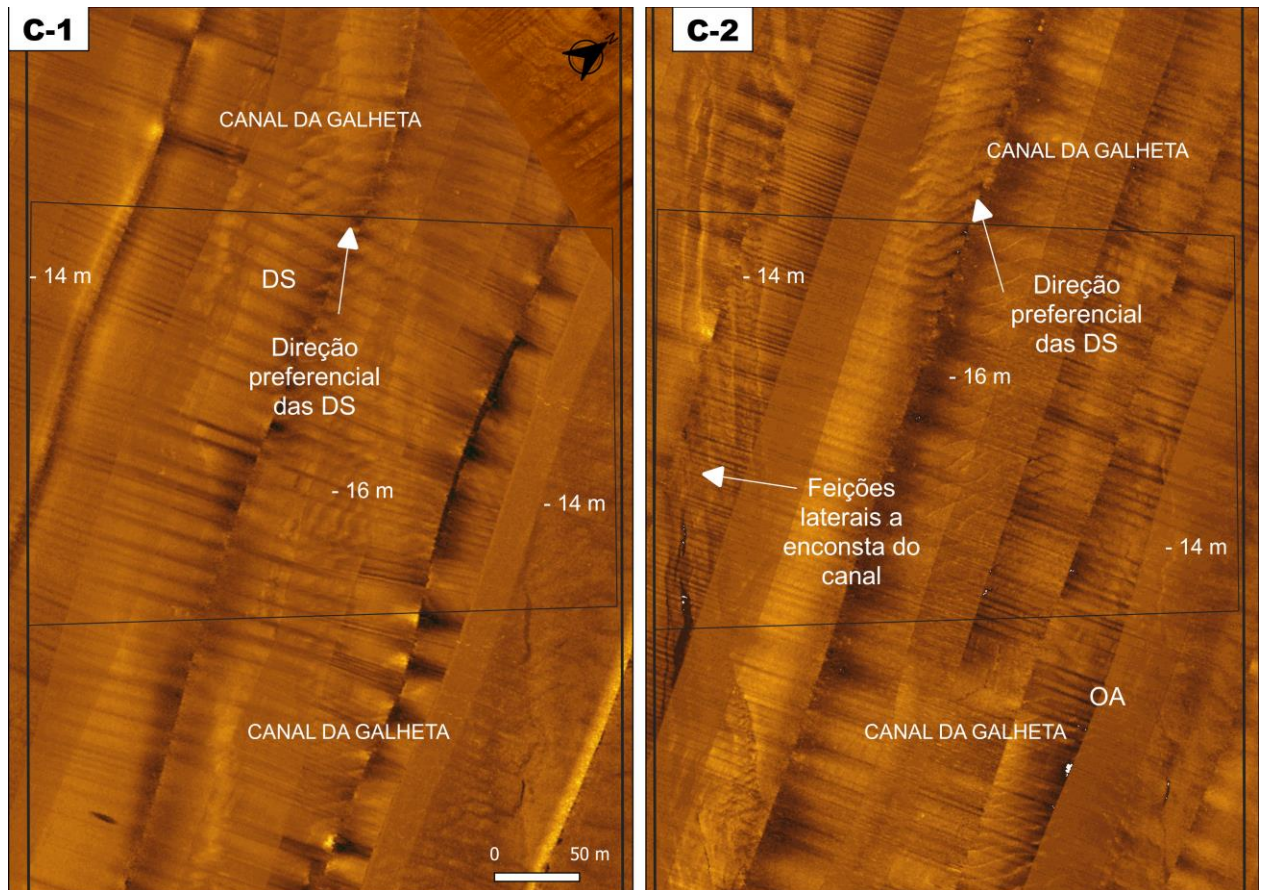 C-1
N
CANAL DA GALHETA
- 14 m
DS
Direção
preferencial
das DS
- 16 m
- 14 m
CANAL DA GALHETA
0 50 m
C-2
CANAL DA GALHETA
- 14 m
Direção
preferencial
das DS
- 16 m
Feições
laterais a
enconsta do
canal
- 14 m
OA
CANAL DA GALHETA